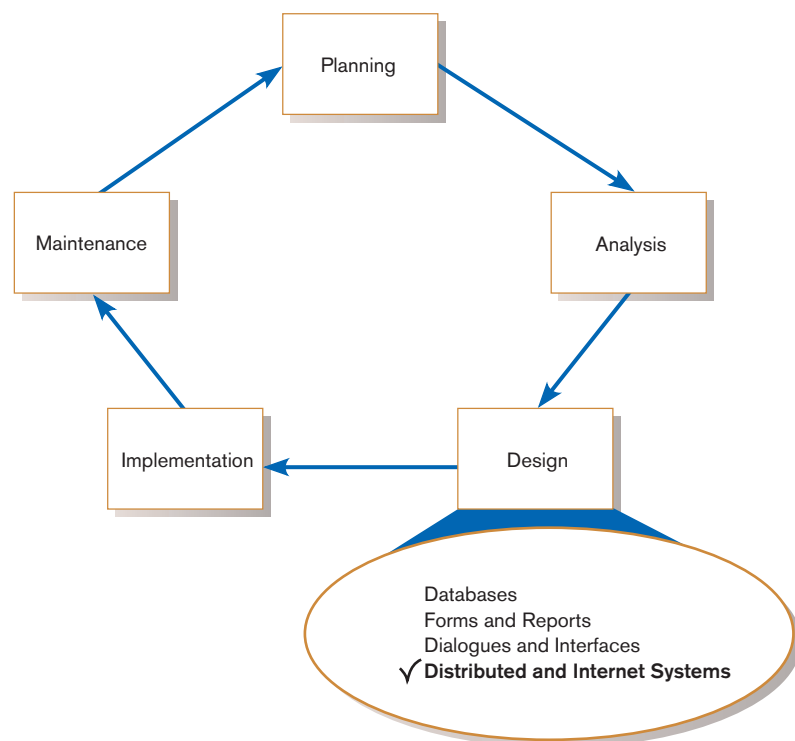 Planning
Maintenance
Analysis
Implementation
Design
Databases
Forms and Reports
Dialogues and Interfaces
✓Distributed and Internet Systems